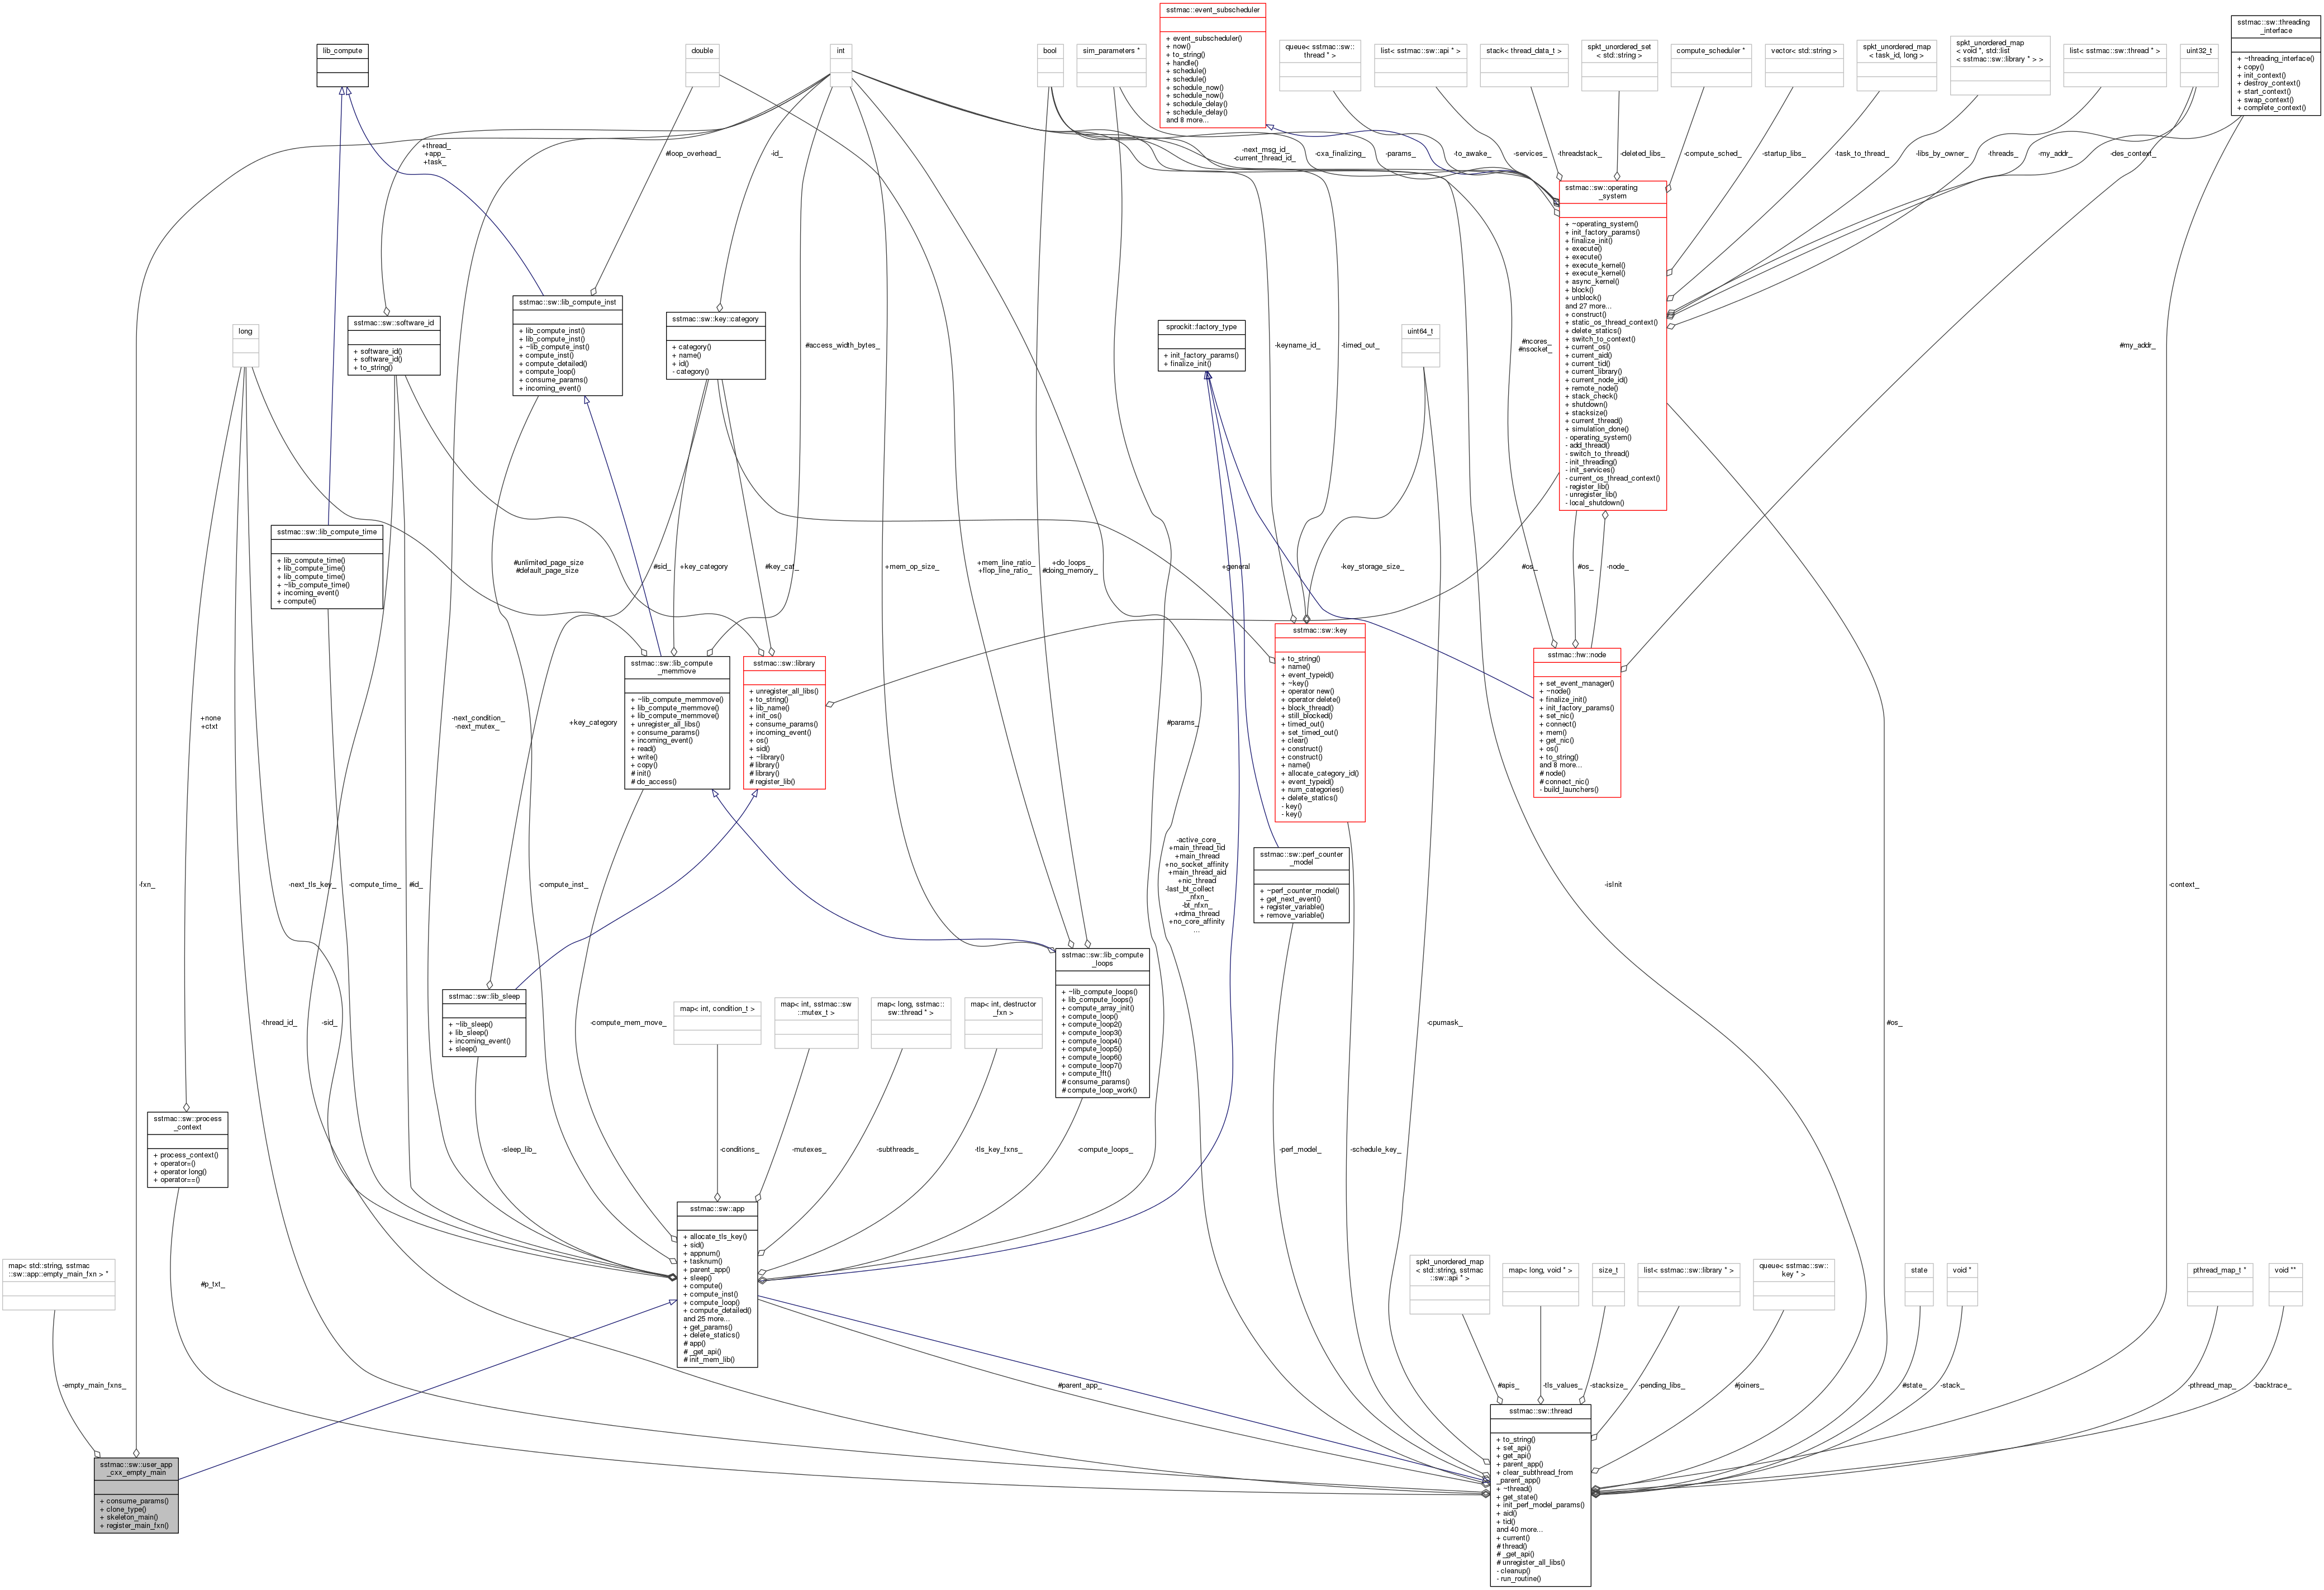 sstmac::event_subscheduler
+ event_subscheduler()
+ now()
+ to_string()
+ handle()
+ schedule()
+ schedule()
+ schedule_now()
+ schedule_now()
+ schedule_delay()
+ schedule_delay()
and 8 more...
sstmac::sw::threading
_interface
+ ~threading_interface()
+ copy()
+ init_context()
+ destroy_context()
+ start_context()
+ swap_context()
+ complete_context()
lib_compute
double
int
bool
sim_parameters *
queue< sstmac::sw::
thread * >
list< sstmac::sw::api * >
stack< thread_data_t >
spkt_unordered_set
< std::string >
compute_scheduler *
vector< std::string >
spkt_unordered_map
< task_id, long >
spkt_unordered_map
< void *, std::list
< sstmac::sw::library * > >
list< sstmac::sw::thread * >
uint32_t
+thread_
+app_
+task_
#loop_overhead_
-id_
-next_msg_id_
-current_thread_id_
-cxa_finalizing_
-params_
-to_awake_
-services_
-threadstack_
-deleted_libs_
-compute_sched_
-startup_libs_
-task_to_thread_
-libs_by_owner_
-threads_
-my_addr_
-des_context_
sstmac::sw::operating
_system
+ ~operating_system()
+ init_factory_params()
+ finalize_init()
+ execute()
+ execute()
+ execute_kernel()
+ execute_kernel()
+ async_kernel()
+ block()
+ unblock()
and 27 more...
+ construct()
+ static_os_thread_context()
+ delete_statics()
+ switch_to_context()
+ current_os()
+ current_aid()
+ current_tid()
+ current_library()
+ current_node_id()
+ remote_node()
+ stack_check()
+ shutdown()
+ stacksize()
+ current_thread()
+ simulation_done()
- operating_system()
- add_thread()
- switch_to_thread()
- init_threading()
- init_services()
- current_os_thread_context()
- register_lib()
- unregister_lib()
- local_shutdown()
long
sstmac::sw::software_id
+ software_id()
+ software_id()
+ to_string()
sstmac::sw::lib_compute_inst
+ lib_compute_inst()
+ lib_compute_inst()
+ ~lib_compute_inst()
+ compute_inst()
+ compute_detailed()
+ compute_loop()
+ consume_params()
+ incoming_event()
sstmac::sw::key::category
+ category()
+ name()
+ id()
- category()
sprockit::factory_type
+ init_factory_params()
+ finalize_init()
uint64_t
#access_width_bytes_
-keyname_id_
-timed_out_
#ncores_
#nsocket_
#my_addr_
sstmac::sw::lib_compute_time
+ lib_compute_time()
+ lib_compute_time()
+ lib_compute_time()
+ ~lib_compute_time()
+ incoming_event()
+ compute()
#unlimited_page_size
#default_page_size
#sid_
+key_category
#key_cat_
+mem_op_size_
+mem_line_ratio_
+flop_line_ratio_
+do_loops_
#doing_memory_
+general
-key_storage_size_
#os_
#os_
-node_
sstmac::sw::lib_compute
_memmove
+ ~lib_compute_memmove()
+ lib_compute_memmove()
+ lib_compute_memmove()
+ unregister_all_libs()
+ consume_params()
+ incoming_event()
+ read()
+ write()
+ copy()
# init()
# do_access()
sstmac::sw::library
+ unregister_all_libs()
+ to_string()
+ lib_name()
+ init_os()
+ consume_params()
+ incoming_event()
+ os()
+ sid()
+ ~library()
# library()
# library()
# register_lib()
sstmac::sw::key
+ to_string()
+ name()
+ event_typeid()
+ ~key()
+ operator new()
+ operator delete()
+ block_thread()
+ still_blocked()
+ timed_out()
+ set_timed_out()
+ clear()
+ construct()
+ construct()
+ name()
+ allocate_category_id()
+ event_typeid()
+ num_categories()
+ delete_statics()
- key()
- key()
sstmac::hw::node
+ set_event_manager()
+ ~node()
+ finalize_init()
+ init_factory_params()
+ set_nic()
+ connect()
+ mem()
+ get_nic()
+ os()
+ to_string()
and 8 more...
# node()
# connect_nic()
- build_launchers()
+none
+ctxt
-next_condition_
-next_mutex_
+key_category
#params_
-active_core_
+main_thread_tid
+main_thread
+no_socket_affinity
+main_thread_aid
+nic_thread
-last_bt_collect
_nfxn_
-bt_nfxn_
+rdma_thread
+no_core_affinity
...
sstmac::sw::perf_counter
_model
+ ~perf_counter_model()
+ get_next_event()
+ register_variable()
+ remove_variable()
-fxn_
-next_tls_key_
-compute_time_
#id_
-compute_inst_
-isInit
-context_
sstmac::sw::lib_compute
_loops
+ ~lib_compute_loops()
+ lib_compute_loops()
+ compute_array_init()
+ compute_loop()
+ compute_loop2()
+ compute_loop3()
+ compute_loop4()
+ compute_loop5()
+ compute_loop6()
+ compute_loop7()
+ compute_fft()
# consume_params()
# compute_loop_work()
sstmac::sw::lib_sleep
+ ~lib_sleep()
+ lib_sleep()
+ incoming_event()
+ sleep()
map< int, condition_t >
map< int, sstmac::sw
::mutex_t >
map< long, sstmac::
sw::thread * >
map< int, destructor
_fxn >
-thread_id_
-sid_
-compute_mem_move_
-cpumask_
#os_
sstmac::sw::process
_context
+ process_context()
+ operator=()
+ operator long()
+ operator==()
-sleep_lib_
-conditions_
-mutexes_
-subthreads_
-tls_key_fxns_
-compute_loops_
-perf_model_
-schedule_key_
sstmac::sw::app
+ allocate_tls_key()
+ sid()
+ appnum()
+ tasknum()
+ parent_app()
+ sleep()
+ compute()
+ compute_inst()
+ compute_loop()
+ compute_detailed()
and 25 more...
+ get_params()
+ delete_statics()
# app()
# _get_api()
# init_mem_lib()
map< std::string, sstmac
::sw::app::empty_main_fxn > *
#p_txt_
spkt_unordered_map
< std::string, sstmac
::sw::api * >
map< long, void * >
size_t
list< sstmac::sw::library * >
queue< sstmac::sw::
key * >
state
void *
pthread_map_t *
void **
-empty_main_fxns_
#parent_app_
#apis_
-tls_values_
-stacksize_
-pending_libs_
#joiners_
#state_
-stack_
-pthread_map_
-backtrace_
sstmac::sw::user_app
_cxx_empty_main
+ consume_params()
+ clone_type()
+ skeleton_main()
+ register_main_fxn()
sstmac::sw::thread
+ to_string()
+ set_api()
+ get_api()
+ parent_app()
+ clear_subthread_from
_parent_app()
+ ~thread()
+ get_state()
+ init_perf_model_params()
+ aid()
+ tid()
and 40 more...
+ current()
# thread()
# _get_api()
# unregister_all_libs()
- cleanup()
- run_routine()